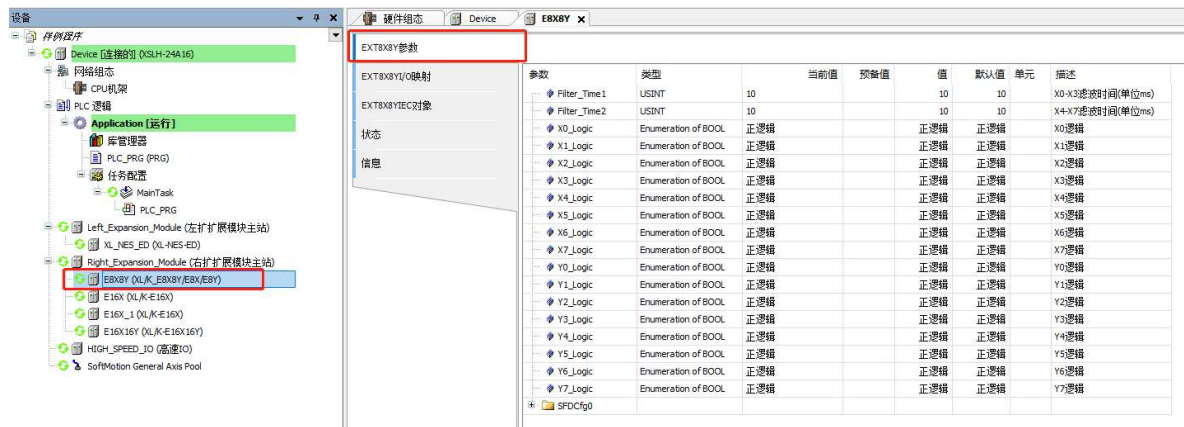 设备
样例程序
Device [连接的] (XSLH-24A16)
网络组态
CPU机架
PLC 逻辑
Application [运行]
库管理器
PLC_PRG (PRG)
任务配置
MainTask
PLC_PRG
Left_Expansion_Module (左扩扩展模块主站)
XL_NES_ED (XL-NES-ED)
Right_Expansion_Module (右扩扩展模块主站)
E8X8Y (XL/K_E8X8Y/E8X/E8Y)
E16X (XL/K-E16X)
E16X_1 (XL/K-E16X)
E16X16Y (XL/K-E16X16Y)
HIGH_SPEED_IO (高速IO)
SoftMotion General Axis Pool
硬件组态 Device E8X8Y
EXT8X8Y参数
EXT8X8YI/O映射
EXT8X8YIEC对象
状态
信息
参数 类型 当前值 预备值 值 默认值 单元 描述
Filter_Time1 USINT 10 10 10 X0-X3滤波时间(单位ms)
Filter_Time2 USINT 10 10 10 X4-X7滤波时间(单位ms)
X0_Logic Enumeration of BOOL 正逻辑 正逻辑 正逻辑 X0逻辑
X1_Logic Enumeration of BOOL 正逻辑 正逻辑 正逻辑 X1逻辑
X2_Logic Enumeration of BOOL 正逻辑 正逻辑 正逻辑 X2逻辑
X3_Logic Enumeration of BOOL 正逻辑 正逻辑 正逻辑 X3逻辑
X4_Logic Enumeration of BOOL 正逻辑 正逻辑 正逻辑 X4逻辑
X5_Logic Enumeration of BOOL 正逻辑 正逻辑 正逻辑 X5逻辑
X6_Logic Enumeration of BOOL 正逻辑 正逻辑 正逻辑 X6逻辑
X7_Logic Enumeration of BOOL 正逻辑 正逻辑 正逻辑 X7逻辑
Y0_Logic Enumeration of BOOL 正逻辑 正逻辑 正逻辑 Y0逻辑
Y1_Logic Enumeration of BOOL 正逻辑 正逻辑 正逻辑 Y1逻辑
Y2_Logic Enumeration of BOOL 正逻辑 正逻辑 正逻辑 Y2逻辑
Y3_Logic Enumeration of BOOL 正逻辑 正逻辑 正逻辑 Y3逻辑
Y4_Logic Enumeration of BOOL 正逻辑 正逻辑 正逻辑 Y4逻辑
Y5_Logic Enumeration of BOOL 正逻辑 正逻辑 正逻辑 Y5逻辑
Y6_Logic Enumeration of BOOL 正逻辑 正逻辑 正逻辑 Y6逻辑
Y7_Logic Enumeration of BOOL 正逻辑 正逻辑 正逻辑 Y7逻辑
SFDCfg0